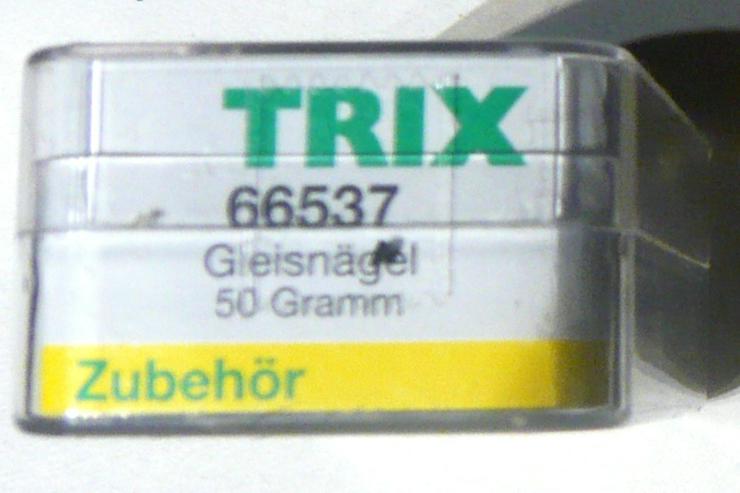 TRIX
66537
Gleisnägel
50 Gramm
Zubehör